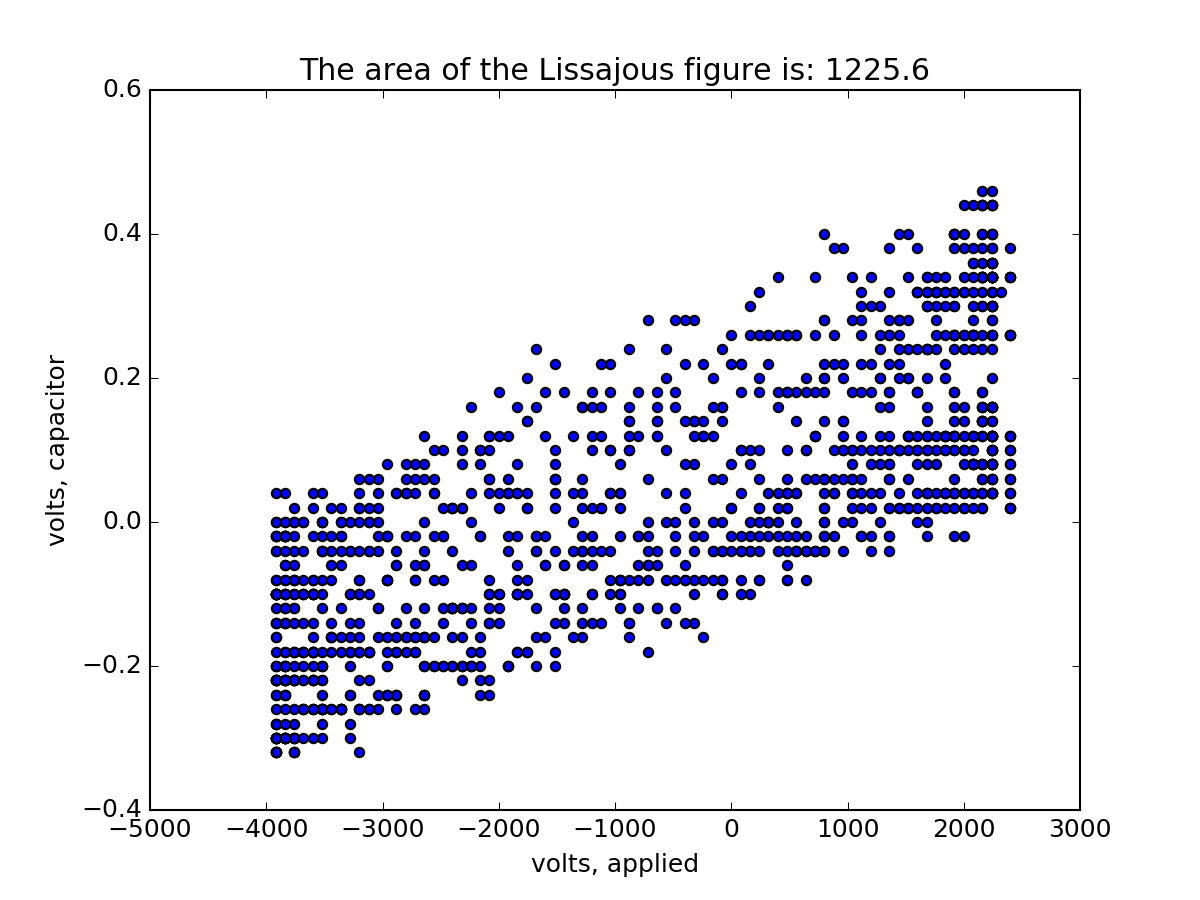 The area of the Lissajous figure is: 1225.6
0.6
0.4
0.2
0.0
−0.2
−0.4
volts, capacitor
−5000 −4000 −3000 −2000 −1000 0 1000 2000 3000
volts, applied